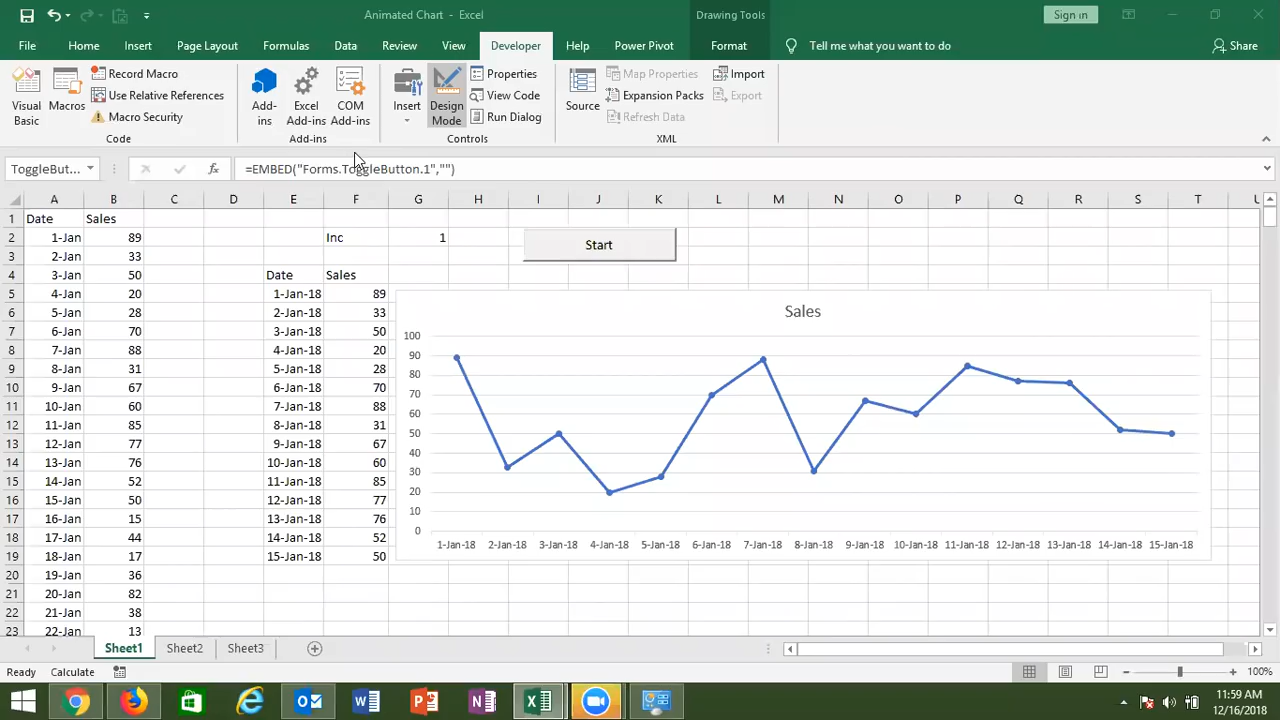 Animated Chart - Excel
Drawing Tools
Sign in
File Home Insert Page Layout Formulas Data Review View Developer Help Power Pivot Format Tell me what you want to do Share
Visual Basic
Macros
Record Macro
Use Relative References
Macro Security
Code
Add-ins
Excel Add-ins
COM Add-ins
Add-ins
Insert
Design Mode
Properties
View Code
Run Dialog
Controls
Source
Map Properties
Expansion Packs
Refresh Data
Import
Export
XML
ToggleBut... fx =EMBED("Forms.ToggleButton.1","")
A B C D E F G H I J K L M N O P Q R S T U
1 Date Sales
2 1-Jan 89 Inc 1 Start
3 2-Jan 33
4 3-Jan 50 Date Sales
5 4-Jan 20 1-Jan-18 89
6 5-Jan 28 2-Jan-18 33
7 6-Jan 70 3-Jan-18 50
8 7-Jan 88 4-Jan-18 20
9 8-Jan 31 5-Jan-18 28
10 9-Jan 67 6-Jan-18 70
11 10-Jan 60 7-Jan-18 88
12 11-Jan 85 8-Jan-18 31
13 12-Jan 77 9-Jan-18 67
14 13-Jan 76 10-Jan-18 60
15 14-Jan 52 11-Jan-18 85
16 15-Jan 50 12-Jan-18 77
17 16-Jan 15 13-Jan-18 76
18 17-Jan 44 14-Jan-18 52
19 18-Jan 17 15-Jan-18 50
20 19-Jan 36
21 20-Jan 82
22 21-Jan 38
23 22-Jan 13
Sales
100
90
80
70
60
50
40
30
20
10
0
1-Jan-18 2-Jan-18 3-Jan-18 4-Jan-18 5-Jan-18 6-Jan-18 7-Jan-18 8-Jan-18 9-Jan-18 10-Jan-18 11-Jan-18 12-Jan-18 13-Jan-18 14-Jan-18 15-Jan-18
Sheet1 Sheet2 Sheet3
Ready Calculate 100%
11:59 AM
12/16/2018